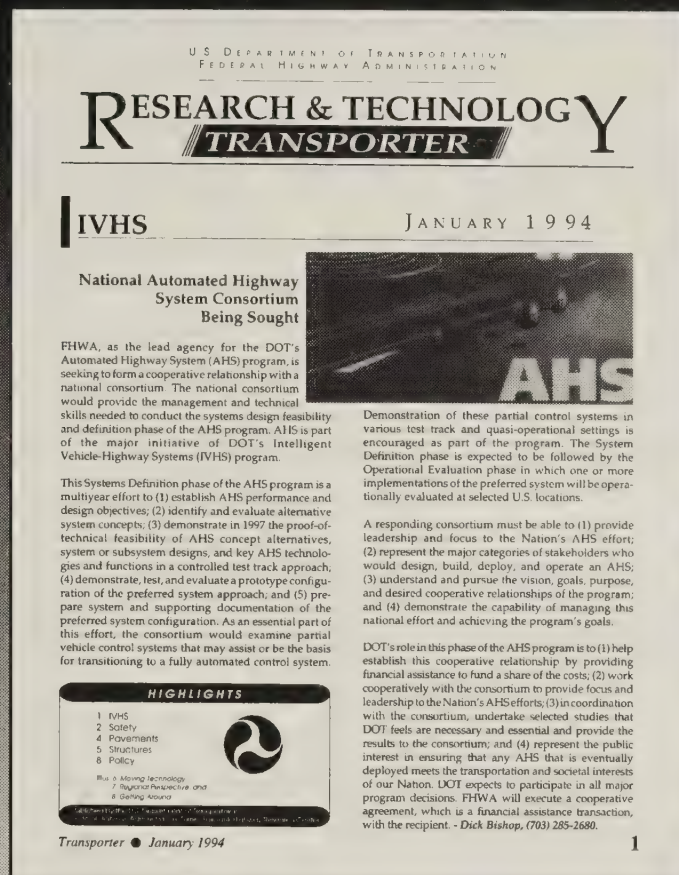 US DEPARTMENT OF TRANSPORTATION
FEDERAL HIGHWAY ADMINISTRATION
RESEARCH & TECHNOLOGY
TRANSPORTER
IVHS
JANUARY 1994
National Automated Highway
System Consortium
Being Sought
AHS
FHWA, as the lead agency for the DOT's
Automated Highway System (AHS) program, is
seeking to form a cooperative relationship with a
national consortium. The national consortium
would provide the management and technical
skills needed to conduct the systems design feasibility
and definition phase of the AHS program. AHS is part
of the major initiative of DOT's Intelligent
Vehicle-Highway Systems (IVHS) program.
This Systems Definition phase of the AHS program is a
multiyear effort to (1) establish AHS performance and
design objectives; (2) identify and evaluate alternative
system concepts; (3) demonstrate in 1997 the proof-of-
technical feasibility of AHS concept alternatives,
system or subsystem designs, and key AHS technolo-
gies and functions in a controlled test track approach;
(4) demonstrate, test, and evaluate a prototype configu-
ration of the preferred system approach; and (5) pre-
pare system and supporting documentation of the
preferred system configuration. As an essential part of
this effort, the consortium would examine partial
vehicle control systems that may assist or be the basis
for transitioning to a fully automated control system.
HIGHLIGHTS
1 IVHS
2 Safety
4 Pavements
5 Structures
8 Policy
Plus 6 Moving Technology
7 Regional Perspective and
8 Getting Around
Demonstration of these partial control systems in
various test track and quasi-operational settings is
encouraged as part of the program. The System
Definition phase is expected to be followed by the
Operational Evaluation phase in which one or more
implementations of the preferred system will be opera-
tionally evaluated at selected U.S. locations.
A responding consortium must be able to (1) provide
leadership and focus to the Nation's AHS effort;
(2) represent the major categories of stakeholders who
would design, build, deploy, and operate an AHS;
(3) understand and pursue the vision, goals, purpose,
and desired cooperative relationships of the program;
and (4) demonstrate the capability of managing this
national effort and achieving the program's goals.
DOT's role in this phase of the AHS program is to (1) help
establish this cooperative relationship by providing
financial assistance to fund a share of the costs; (2) work
cooperatively with the consortium to provide focus and
leadership to the Nation's AHS efforts; (3) in coordination
with the consortium, undertake selected studies that
DOT feels are necessary and essential and provide the
results to the consortium; and (4) represent the public
interest in ensuring that any AHS that is eventually
deployed meets the transportation and societal interests
of our Nation. DOT expects to participate in all major
program decisions. FHWA will execute a cooperative
agreement, which is a financial assistance transaction,
with the recipient. - Dick Bishop, (703) 285-2680.
Transporter ● January 1994
1